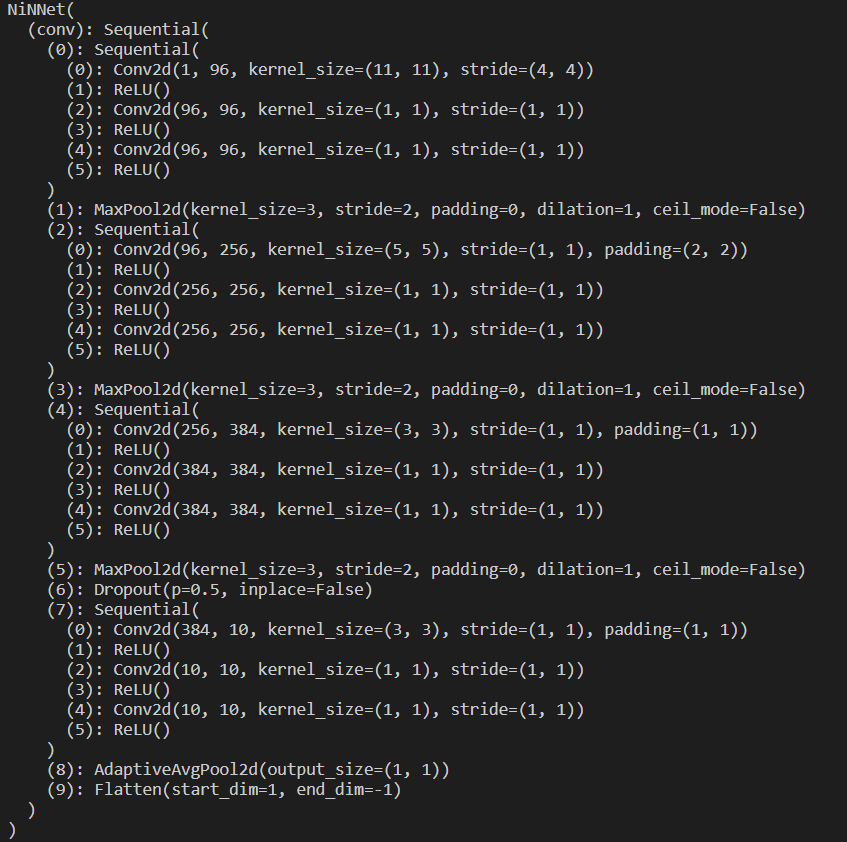 NiNNet(
  (conv): Sequential(
    (0): Sequential(
      (0): Conv2d(1, 96, kernel_size=(11, 11), stride=(4, 4))
      (1): ReLU()
      (2): Conv2d(96, 96, kernel_size=(1, 1), stride=(1, 1))
      (3): ReLU()
      (4): Conv2d(96, 96, kernel_size=(1, 1), stride=(1, 1))
      (5): ReLU()
    )
    (1): MaxPool2d(kernel_size=3, stride=2, padding=0, dilation=1, ceil_mode=False)
    (2): Sequential(
      (0): Conv2d(96, 256, kernel_size=(5, 5), stride=(1, 1), padding=(2, 2))
      (1): ReLU()
      (2): Conv2d(256, 256, kernel_size=(1, 1), stride=(1, 1))
      (3): ReLU()
      (4): Conv2d(256, 256, kernel_size=(1, 1), stride=(1, 1))
      (5): ReLU()
    )
    (3): MaxPool2d(kernel_size=3, stride=2, padding=0, dilation=1, ceil_mode=False)
    (4): Sequential(
      (0): Conv2d(256, 384, kernel_size=(3, 3), stride=(1, 1), padding=(1, 1))
      (1): ReLU()
      (2): Conv2d(384, 384, kernel_size=(1, 1), stride=(1, 1))
      (3): ReLU()
      (4): Conv2d(384, 384, kernel_size=(1, 1), stride=(1, 1))
      (5): ReLU()
    )
    (5): MaxPool2d(kernel_size=3, stride=2, padding=0, dilation=1, ceil_mode=False)
    (6): Dropout(p=0.5, inplace=False)
    (7): Sequential(
      (0): Conv2d(384, 10, kernel_size=(3, 3), stride=(1, 1), padding=(1, 1))
      (1): ReLU()
      (2): Conv2d(10, 10, kernel_size=(1, 1), stride=(1, 1))
      (3): ReLU()
      (4): Conv2d(10, 10, kernel_size=(1, 1), stride=(1, 1))
      (5): ReLU()
    )
    (8): AdaptiveAvgPool2d(output_size=(1, 1))
    (9): Flatten(start_dim=1, end_dim=-1)
  )
)